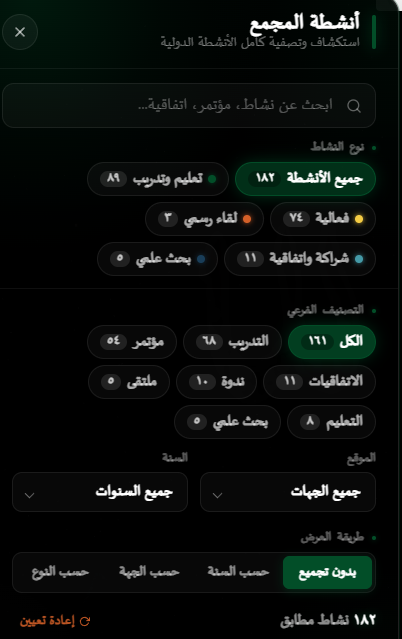 أنشطة المجمع
استكشاف وتصفية كامل الأنشطة الدولية
ابحث عن نشاط، مؤتمر، اتفاقية...
نوع النشاط
جميع الأنشطة ١٨٢ تعليم وتدريب ٨٩
فعالية ٧٤ لقاء رسمي ٣
شراكة واتفاقية ١١ بحث علمي ٥
التصنيف الفرعي
الكل ١٦١ التدريب ٦٨ مؤتمر ٥٤
الاتفاقيات ١١ ندوة ١٠ ملتقى ٥
التعليم ٨ بحث علمي ٥
الموقع السنة
جميع الجهات جميع السنوات
طريقة العرض
بدون تجميع حسب السنة حسب الجهة حسب النوع
١٨٢ نشاط مطابق إعادة تعيين